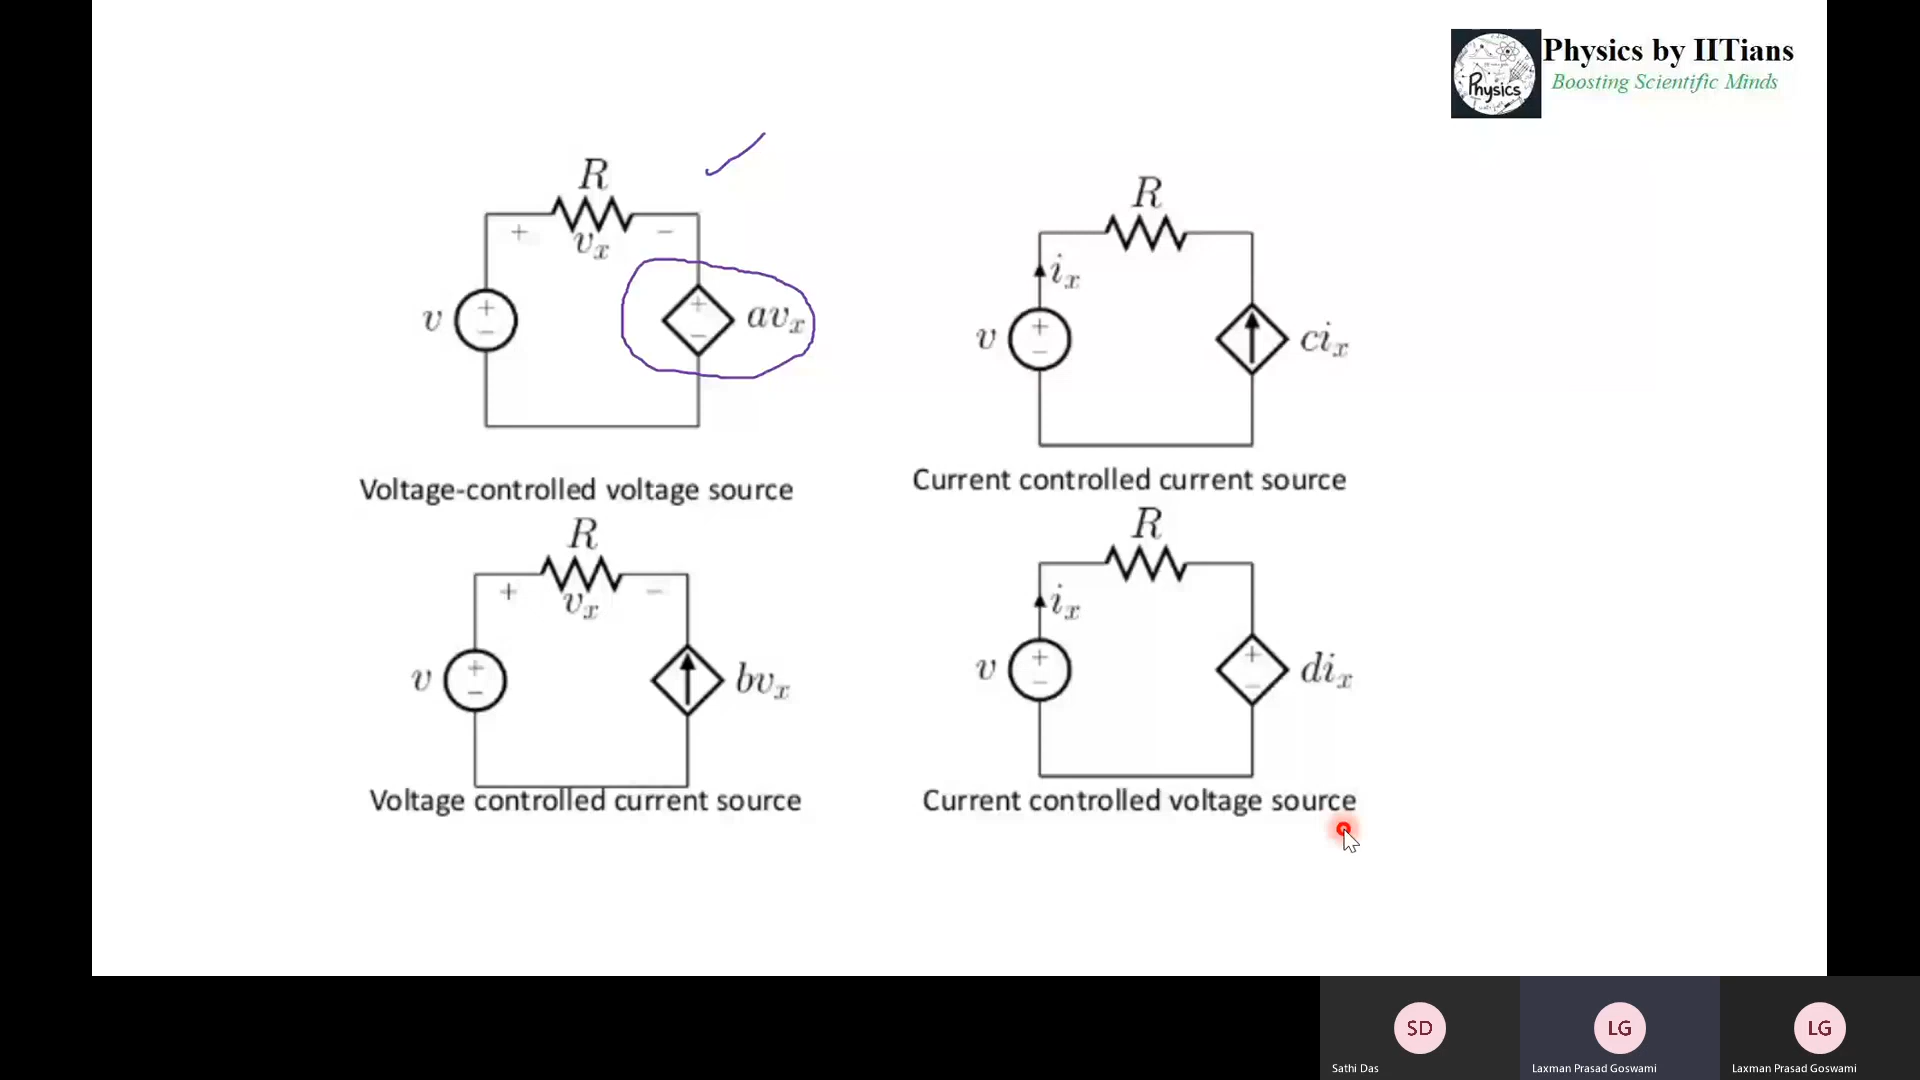 Physics by IITians
Boosting Scientific Minds
Physics
R
+ vx −
v + − + − avx
Voltage-controlled voltage source
R
ix
v + − cix
Current controlled current source
R
+ vx −
v + − bvx
Voltage controlled current source
R
ix
v + − + − dix
Current controlled voltage source
SD
Sathi Das
LG
Laxman Prasad Goswami
LG
Laxman Prasad Goswami